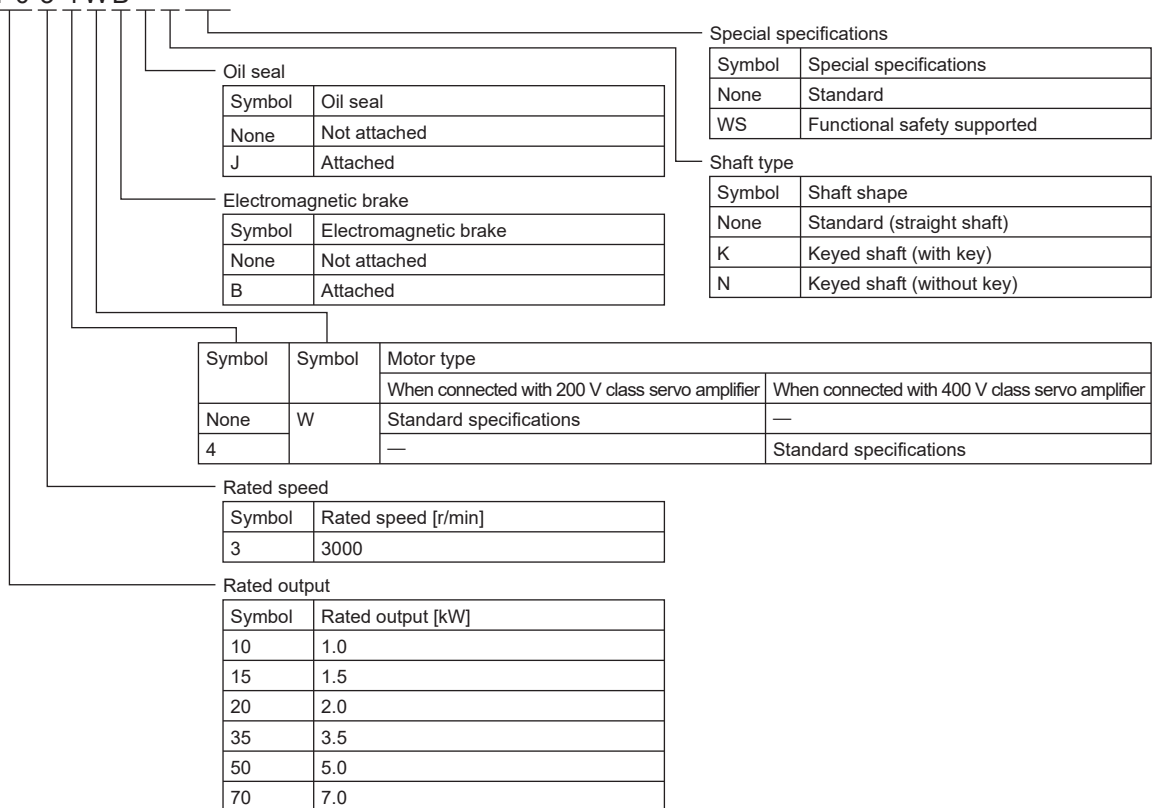 Special specifications
Symbol Special specifications
None Standard
WS Functional safety supported
Oil seal
Symbol Oil seal
None Not attached
J Attached
Shaft type
Symbol Shaft shape
None Standard (straight shaft)
K Keyed shaft (with key)
N Keyed shaft (without key)
Electromagnetic brake
Symbol Electromagnetic brake
None Not attached
B Attached
Symbol Symbol Motor type
When connected with 200 V class servo amplifier When connected with 400 V class servo amplifier
None W Standard specifications —
4 — Standard specifications
Rated speed
Symbol Rated speed [r/min]
3 3000
Rated output
Symbol Rated output [kW]
10 1.0
15 1.5
20 2.0
35 3.5
50 5.0
70 7.0